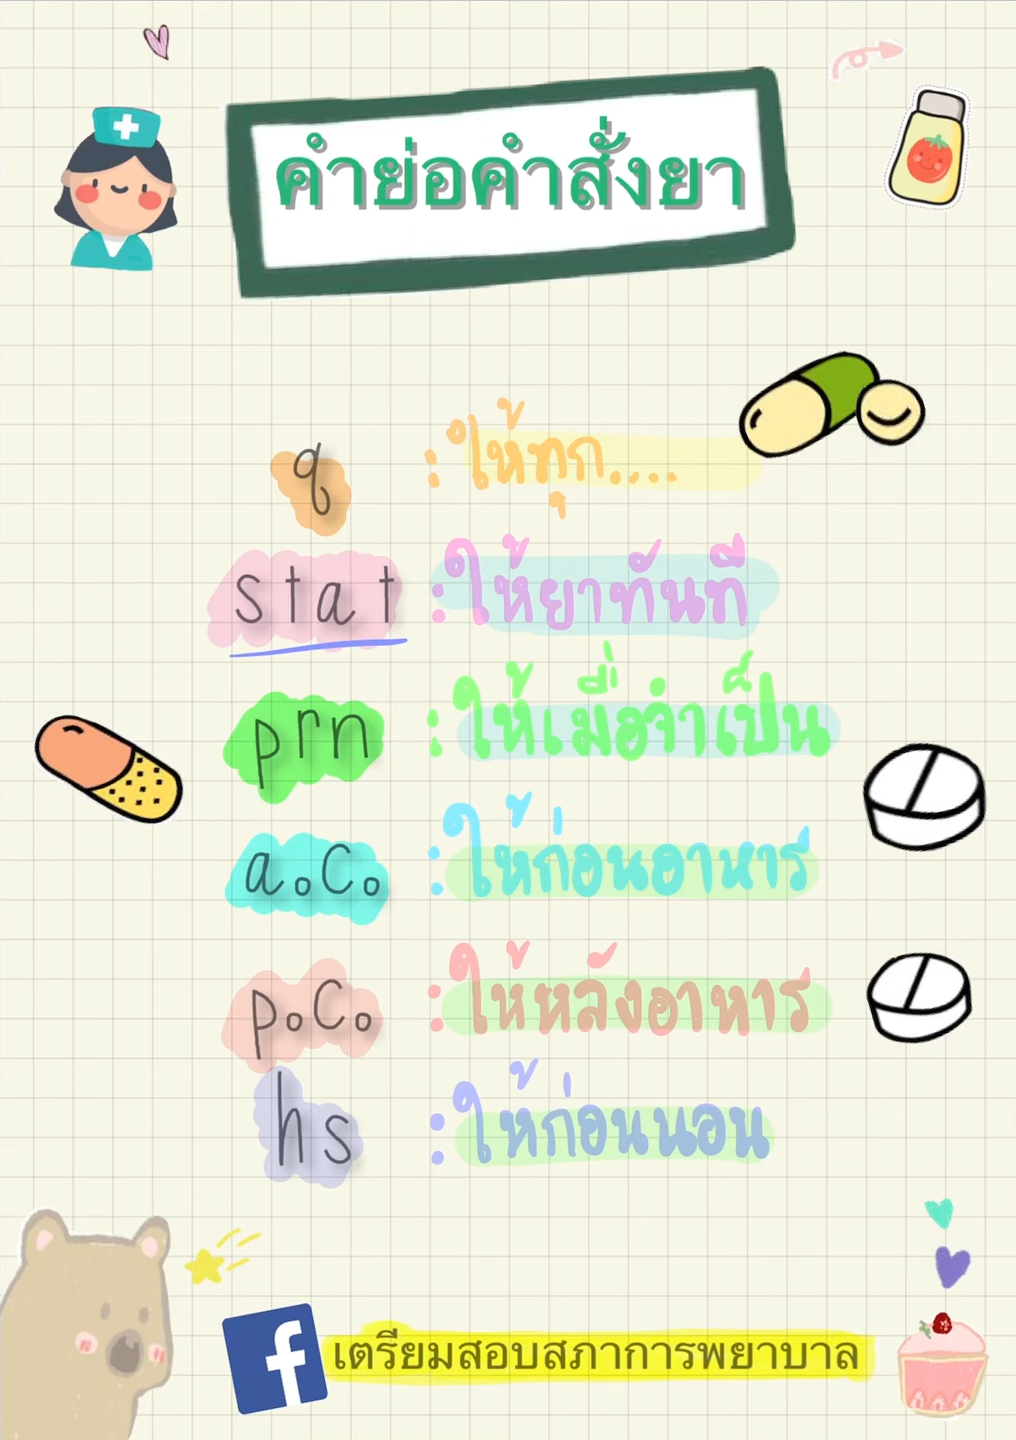 คำย่อคำสั่งยา
q : ให้ทุก....
stat : ให้ยาทันที
prn : ให้เมื่อจำเป็น
a.c. : ให้ก่อนอาหาร
p.c. : ให้หลังอาหาร
hs : ให้ก่อนนอน
f เตรียมสอบสภาการพยาบาล